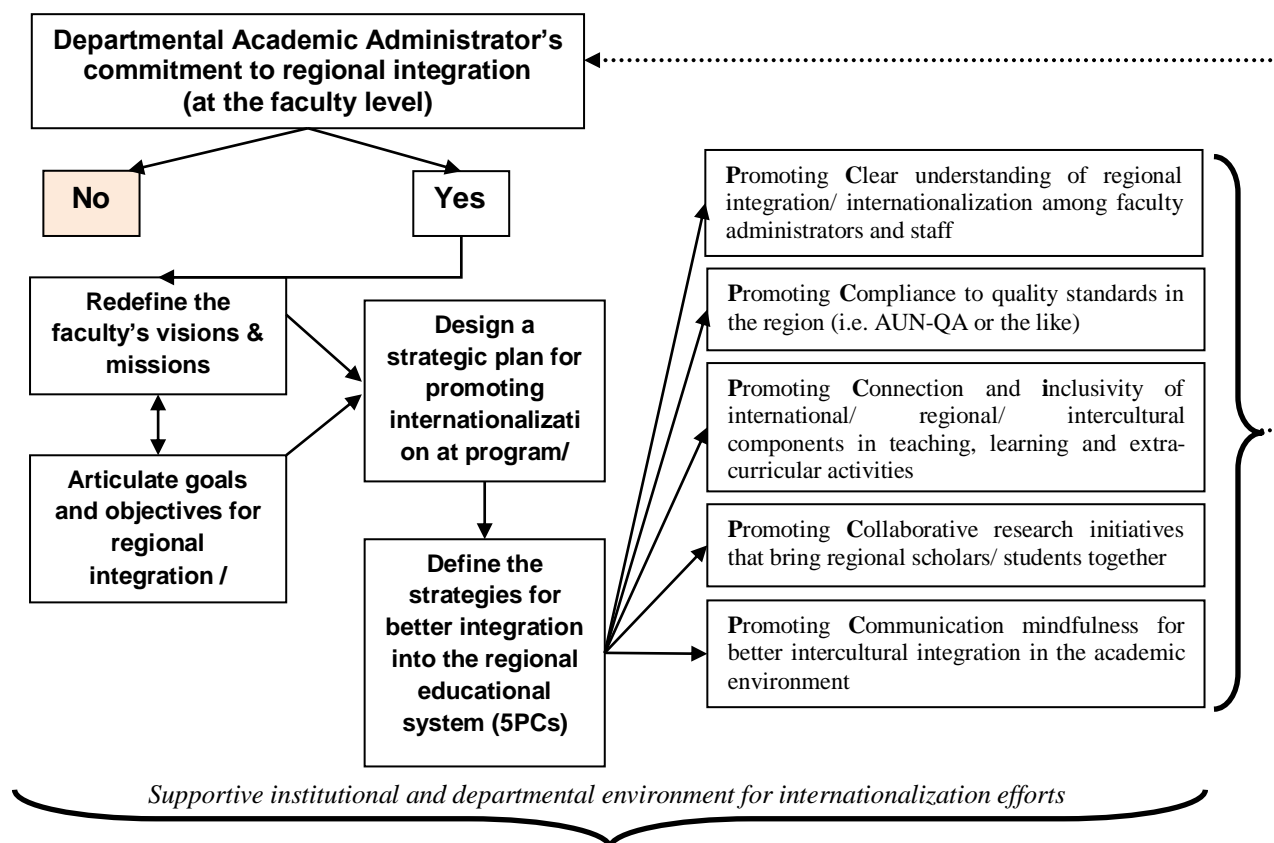 Departmental Academic Administrator's
commitment to regional integration
(at the faculty level)
No
Yes
Redefine the
faculty's visions &
missions
Articulate goals
and objectives for
regional
integration /
Design a
strategic plan for
promoting
internationalizati
on at program/
Define the
strategies for
better integration
into the regional
educational
system (5PCs)
Promoting Clear understanding of regional
integration/ internationalization among faculty
administrators and staff
Promoting Compliance to quality standards in
the region (i.e. AUN-QA or the like)
Promoting Connection and inclusivity of
international/ regional/ intercultural
components in teaching, learning and extra-
curricular activities
Promoting Collaborative research initiatives
that bring regional scholars/ students together
Promoting Communication mindfulness for
better intercultural integration in the academic
environment
Supportive institutional and departmental environment for internationalization efforts